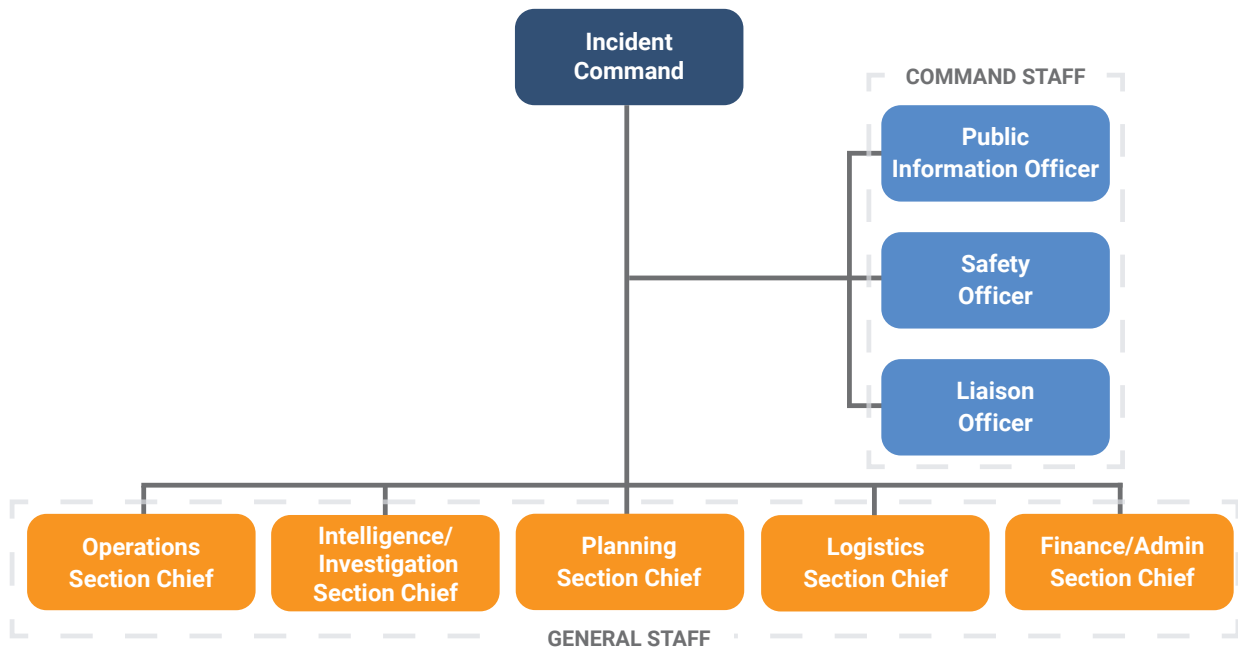 Incident
Command
COMMAND STAFF
Public
Information Officer
Safety
Officer
Liaison
Officer
Operations
Section Chief
Intelligence/
Investigation
Section Chief
Planning
Section Chief
Logistics
Section Chief
Finance/Admin
Section Chief
GENERAL STAFF